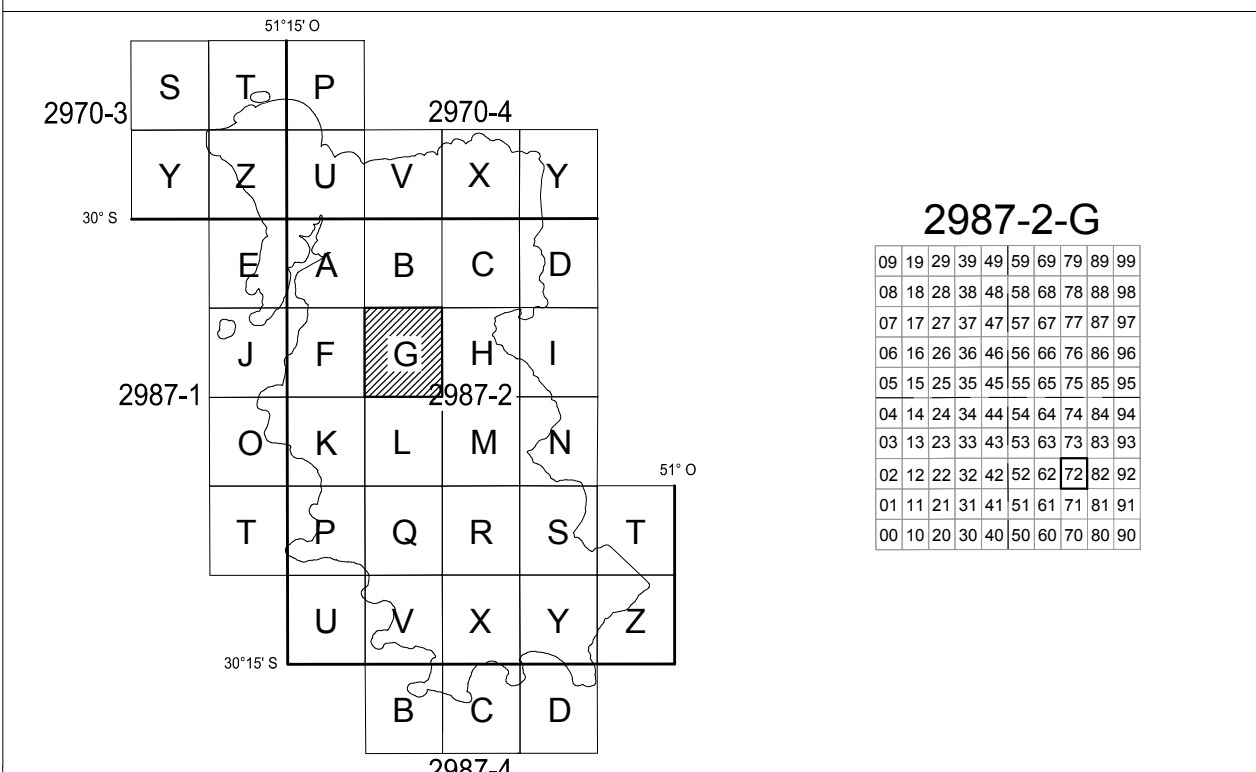 51°15' O
S T P
2970-3
2970-4
Y Z U V X Y
30° S
E A B C D
J F G H I
2987-1
2987-2
O K L M N
51° O
T P Q R S T
U V X Y Z
30°15' S
B C D
2987-4
2987-2-G
09 19 29 39 49 59 69 79 89 99
08 18 28 38 48 58 68 78 88 98
07 17 27 37 47 57 67 77 87 97
06 16 26 36 46 56 66 76 86 96
05 15 25 35 45 55 65 75 85 95
04 14 24 34 44 54 64 74 84 94
03 13 23 33 43 53 63 73 83 93
02 12 22 32 42 52 62 72 82 92
01 11 21 31 41 51 61 71 81 91
00 10 20 30 40 50 60 70 80 90